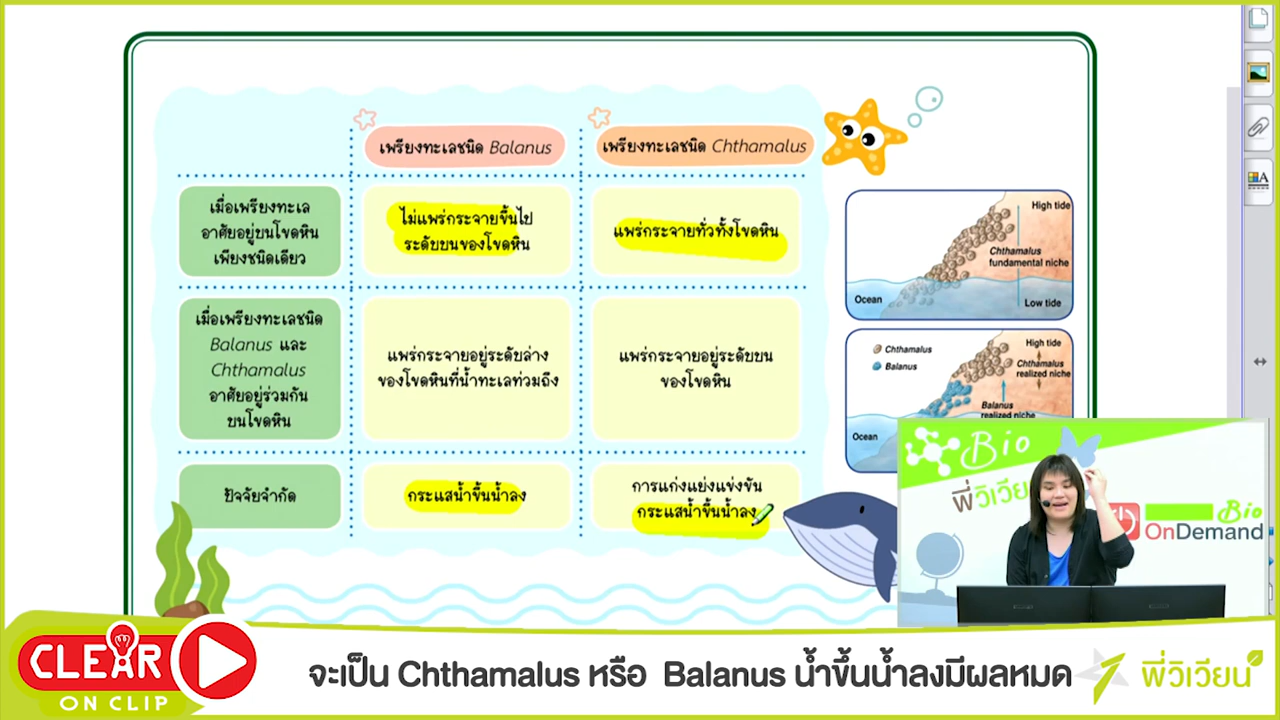 เพรียงทะเลชนิด Balanus
เพรียงทะเลชนิด Chthamalus
เมื่อเพรียงทะเล
อาศัยอยู่บนโขดหิน
เพียงชนิดเดียว
ไม่แพร่กระจายขึ้นไป
ระดับบนของโขดหิน
แพร่กระจายทั่วทั้งโขดหิน
เมื่อเพรียงทะเลชนิด
Balanus และ
Chthamalus
อาศัยอยู่ร่วมกัน
บนโขดหิน
แพร่กระจายอยู่ระดับล่าง
ของโขดหินที่น้ำทะเลท่วมถึง
แพร่กระจายอยู่ระดับบน
ของโขดหิน
ปัจจัยจำกัด
กระแสน้ำขึ้นน้ำลง
การแก่งแย่งแข่งขัน
กระแสน้ำขึ้นน้ำลง
High tide
Chthamalus
fundamental niche
Ocean
Low tide
Chthamalus
Balanus
High tide
Chthamalus
realized niche
Balanus
realized niche
Ocean
Bio
พี่วิเวีย
Bio
OnDemand
CLEAR
ON CLIP
จะเป็น Chthamalus หรือ Balanus น้ำขึ้นน้ำลงมีผลหมด
พี่วิเวียน